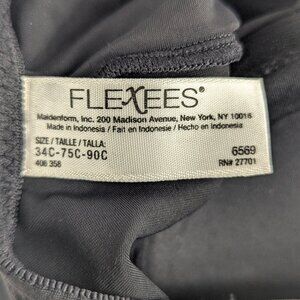 FLEXEES®
Maidenform, Inc. 200 Madison Avenue, New York, NY 10016
Made in Indonesia / Fait en Indonésie / Hecho en Indonesia
SIZE / TAILLE / TALLA:
34C-75C-90C 6569
406 358 RN# 27701